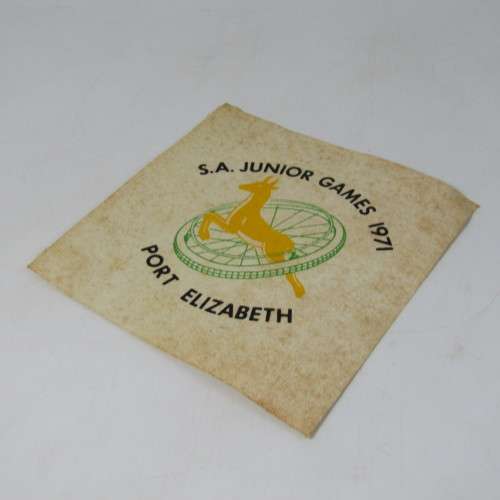 S.A. JUNIOR GAMES 1971
PORT ELIZABETH